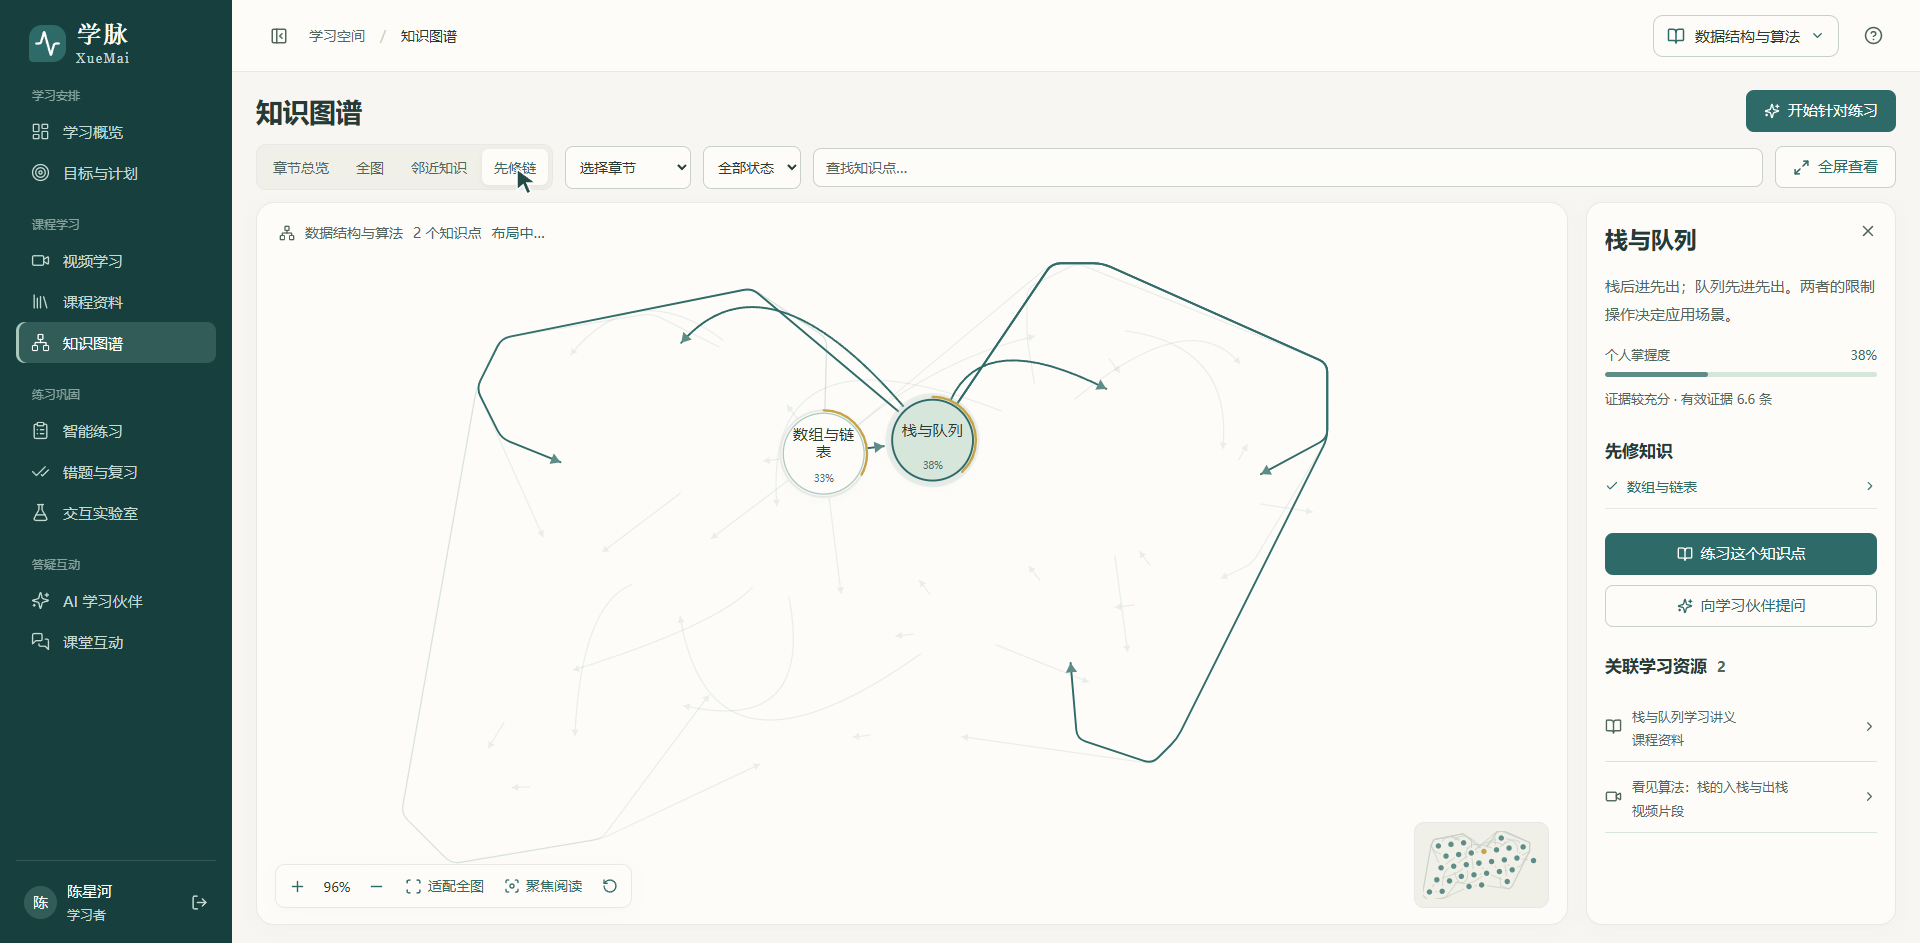 学脉
XueMai
学习安排
学习概览
目标与计划
课程学习
视频学习
课程资料
知识图谱
练习巩固
智能练习
错题与复习
交互实验室
答疑互动
AI 学习伙伴
课堂互动
陈
陈星河
学习者
学习空间 / 知识图谱
数据结构与算法
知识图谱
开始针对练习
章节总览 全图 邻近知识 先修链
选择章节
全部状态
查找知识点...
全屏查看
数据结构与算法 2 个知识点 布局中...
数组与链
表
33%
栈与队列
38%
96%
适配全图
聚焦阅读
栈与队列
栈后进先出；队列先进先出。两者的限制
操作决定应用场景。
个人掌握度 38%
证据较充分 · 有效证据 6.6 条
先修知识
数组与链表
练习这个知识点
向学习伙伴提问
关联学习资源 2
栈与队列学习讲义
课程资料
看见算法：栈的入栈与出栈
视频片段